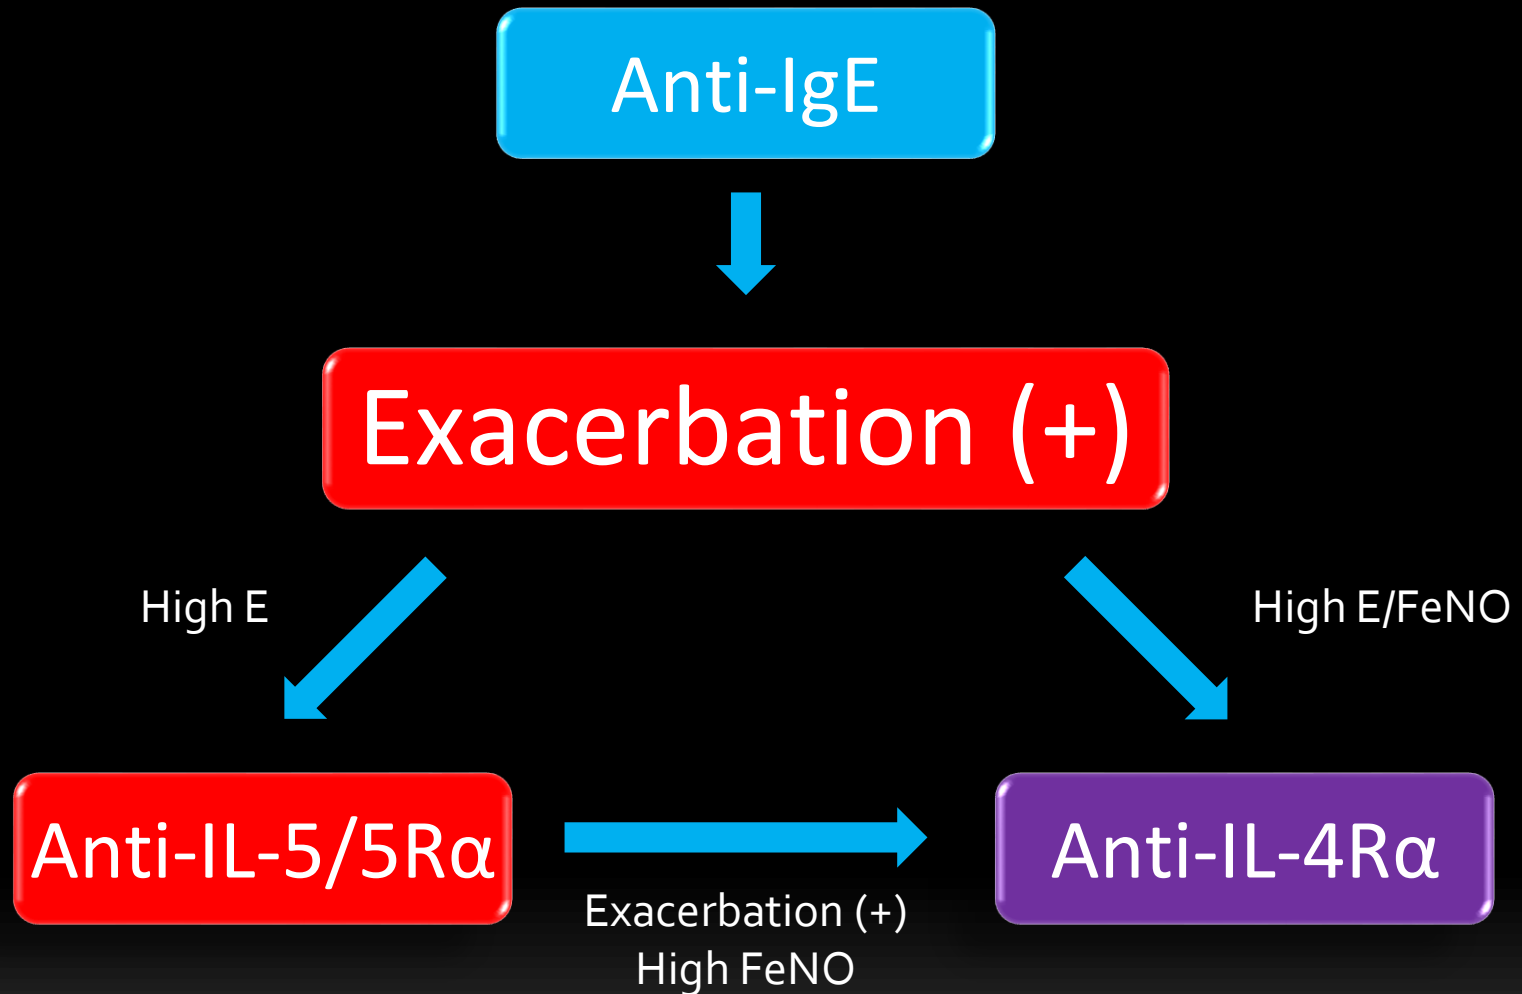 Anti-IgE
Exacerbation (+)
High E
High E/FeNO
Anti-IL-5/5Rα
Anti-IL-4Rα
Exacerbation (+)
High FeNO